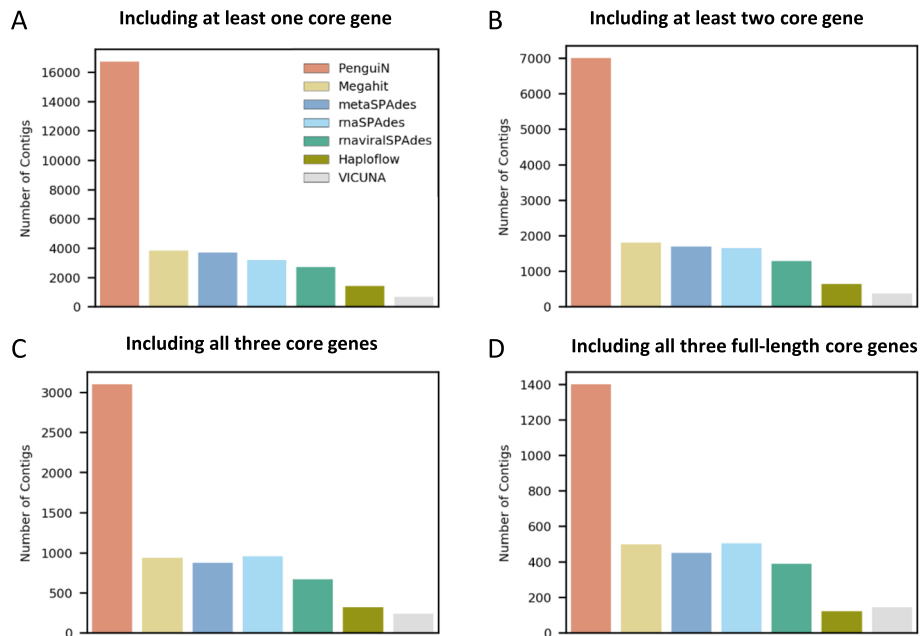 A
Including at least one core gene
16000
14000
12000
10000
8000
6000
4000
2000
0
Number of Contigs
PenguiN
Megahit
metaSPAdes
rnaSPAdes
rnaviralSPAdes
Haploflow
VICUNA
B
Including at least two core gene
7000
6000
5000
4000
3000
2000
1000
0
Number of Contigs
C
Including all three core genes
3000
2500
2000
1500
1000
500
0
Number of Contigs
D
Including all three full-length core genes
1400
1200
1000
800
600
400
200
0
Number of Contigs